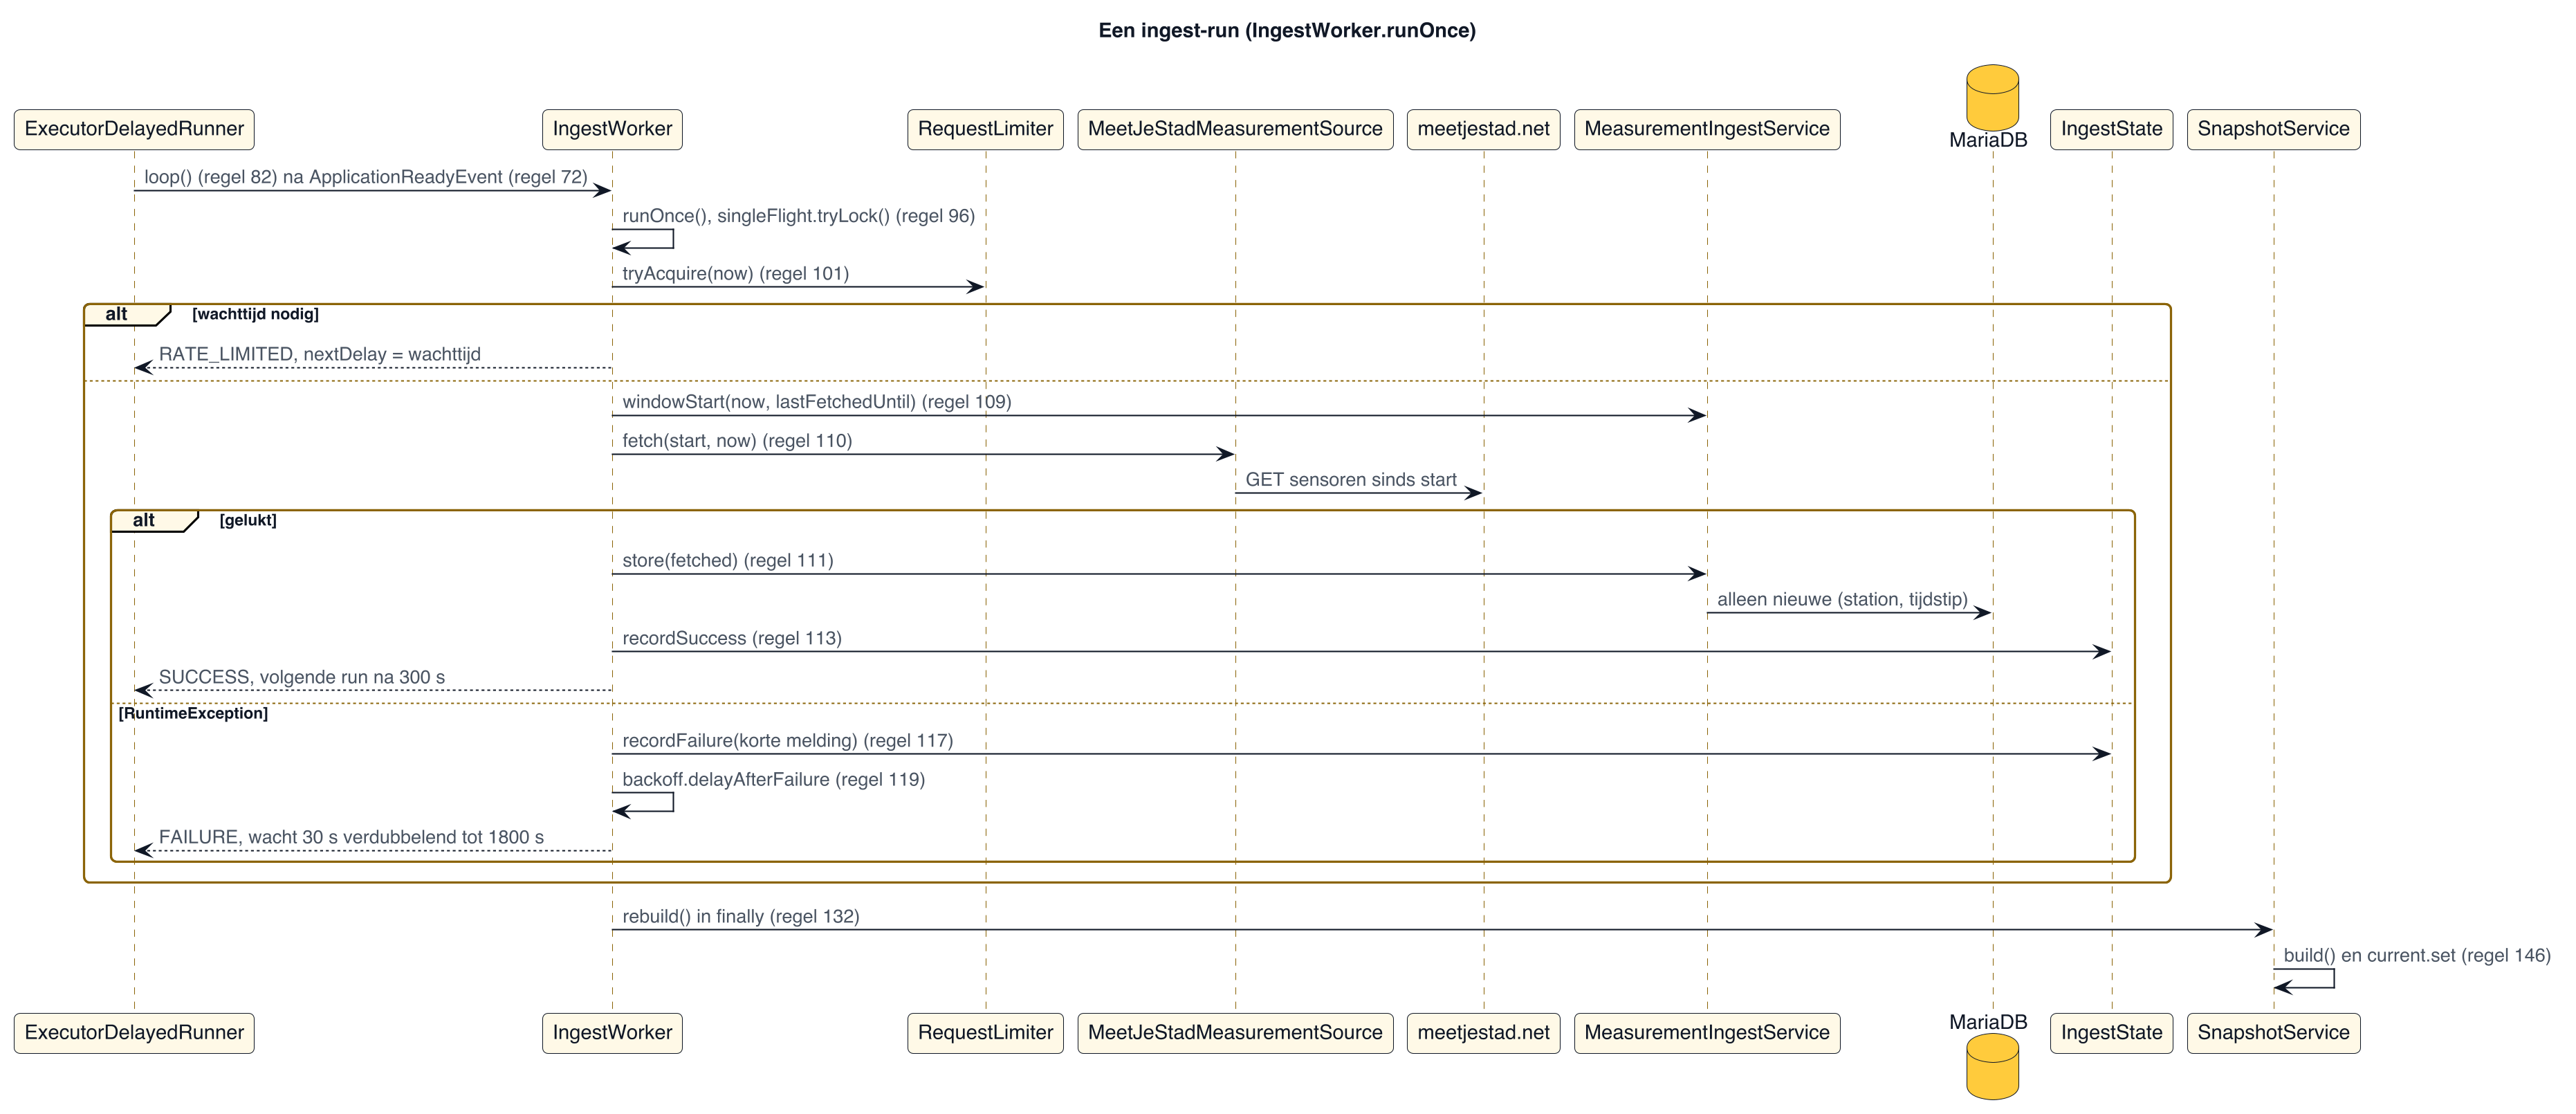 Een ingest-run (IngestWorker.runOnce)
ExecutorDelayedRunner
IngestWorker
RequestLimiter
MeetJeStadMeasurementSource
meetjestad.net
MeasurementIngestService
MariaDB
IngestState
SnapshotService
loop() (regel 82) na ApplicationReadyEvent (regel 72)
runOnce(), singleFlight.tryLock() (regel 96)
tryAcquire(now) (regel 101)
alt [wachttijd nodig]
RATE_LIMITED, nextDelay = wachttijd
windowStart(now, lastFetchedUntil) (regel 109)
fetch(start, now) (regel 110)
GET sensoren sinds start
alt [gelukt]
store(fetched) (regel 111)
alleen nieuwe (station, tijdstip)
recordSuccess (regel 113)
SUCCESS, volgende run na 300 s
[RuntimeException]
recordFailure(korte melding) (regel 117)
backoff.delayAfterFailure (regel 119)
FAILURE, wacht 30 s verdubbelend tot 1800 s
rebuild() in finally (regel 132)
build() en current.set (regel 146)
ExecutorDelayedRunner
IngestWorker
RequestLimiter
MeetJeStadMeasurementSource
meetjestad.net
MeasurementIngestService
MariaDB
IngestState
SnapshotService